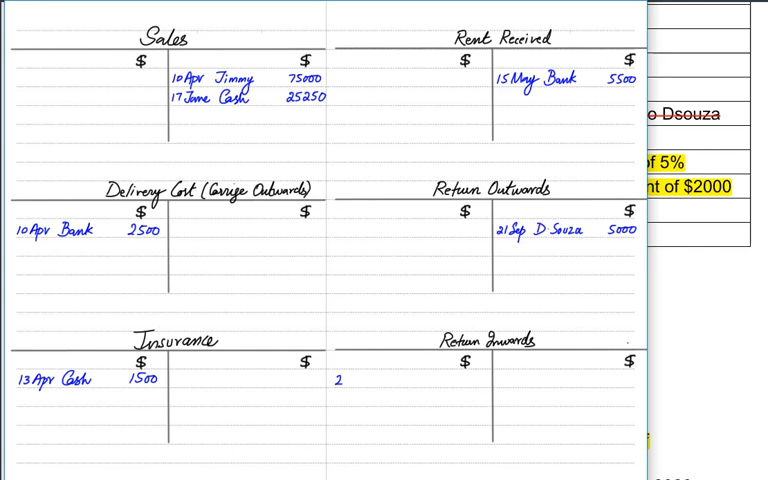 Sales
$ $
10 Apr Jimmy 75000
17 June Cash 25250
Rent Received
$ $
15 May Bank 5500
Delivery Cost (Carrige Outwards)
$ $
10 Apr Bank 2500
Return Outwards
$ $
21 Sep D. Souza 5000
Insurance
$ $
13 Apr Cash 1500
Return Inwards
$ $
2
o Dsouza
of 5%
nt of $2000